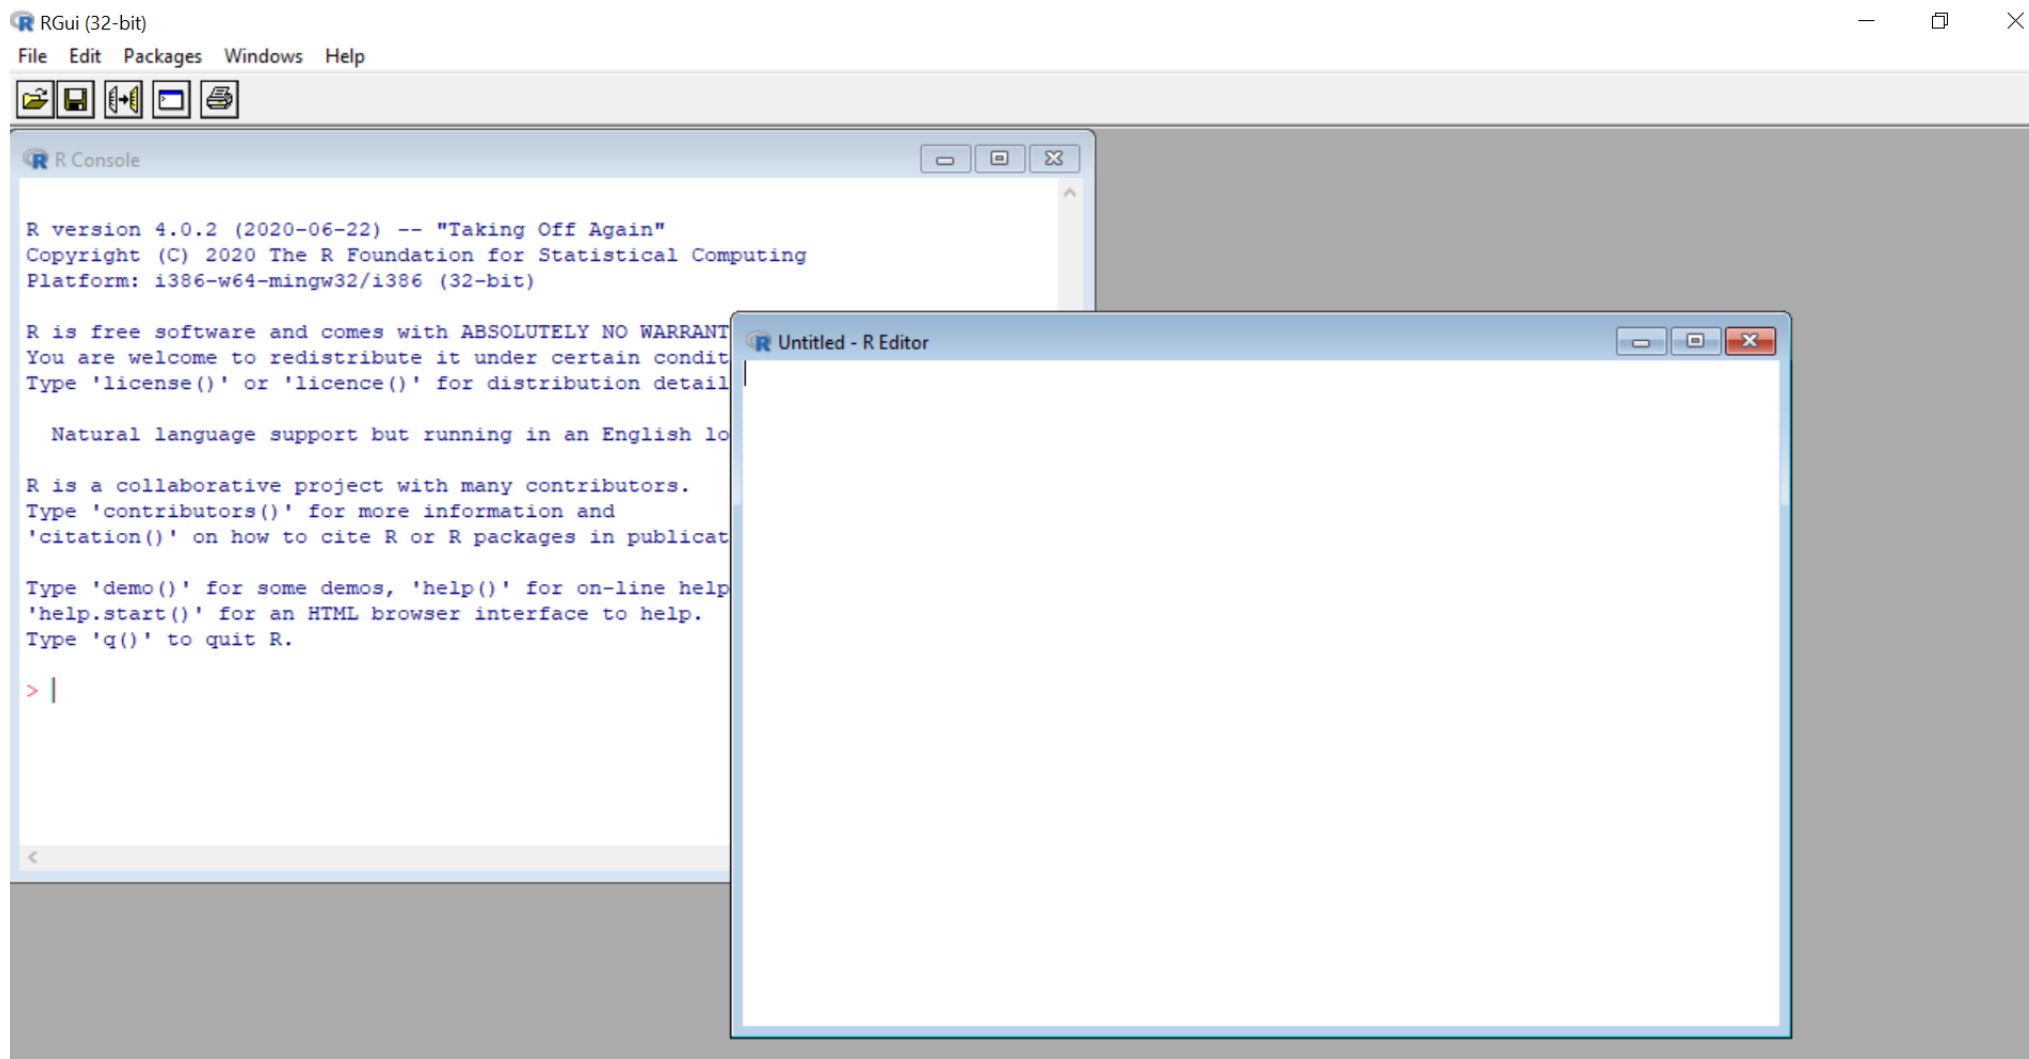 RGui (32-bit)
File Edit Packages Windows Help
R Console
R version 4.0.2 (2020-06-22) -- "Taking Off Again"
Copyright (C) 2020 The R Foundation for Statistical Computing
Platform: i386-w64-mingw32/i386 (32-bit)
R is free software and comes with ABSOLUTELY NO WARRANT
You are welcome to redistribute it under certain condit
Type 'license()' or 'licence()' for distribution detail
Natural language support but running in an English lo
R is a collaborative project with many contributors.
Type 'contributors()' for more information and
'citation()' on how to cite R or R packages in publicat
Type 'demo()' for some demos, 'help()' for on-line help
'help.start()' for an HTML browser interface to help.
Type 'q()' to quit R.
>
Untitled - R Editor